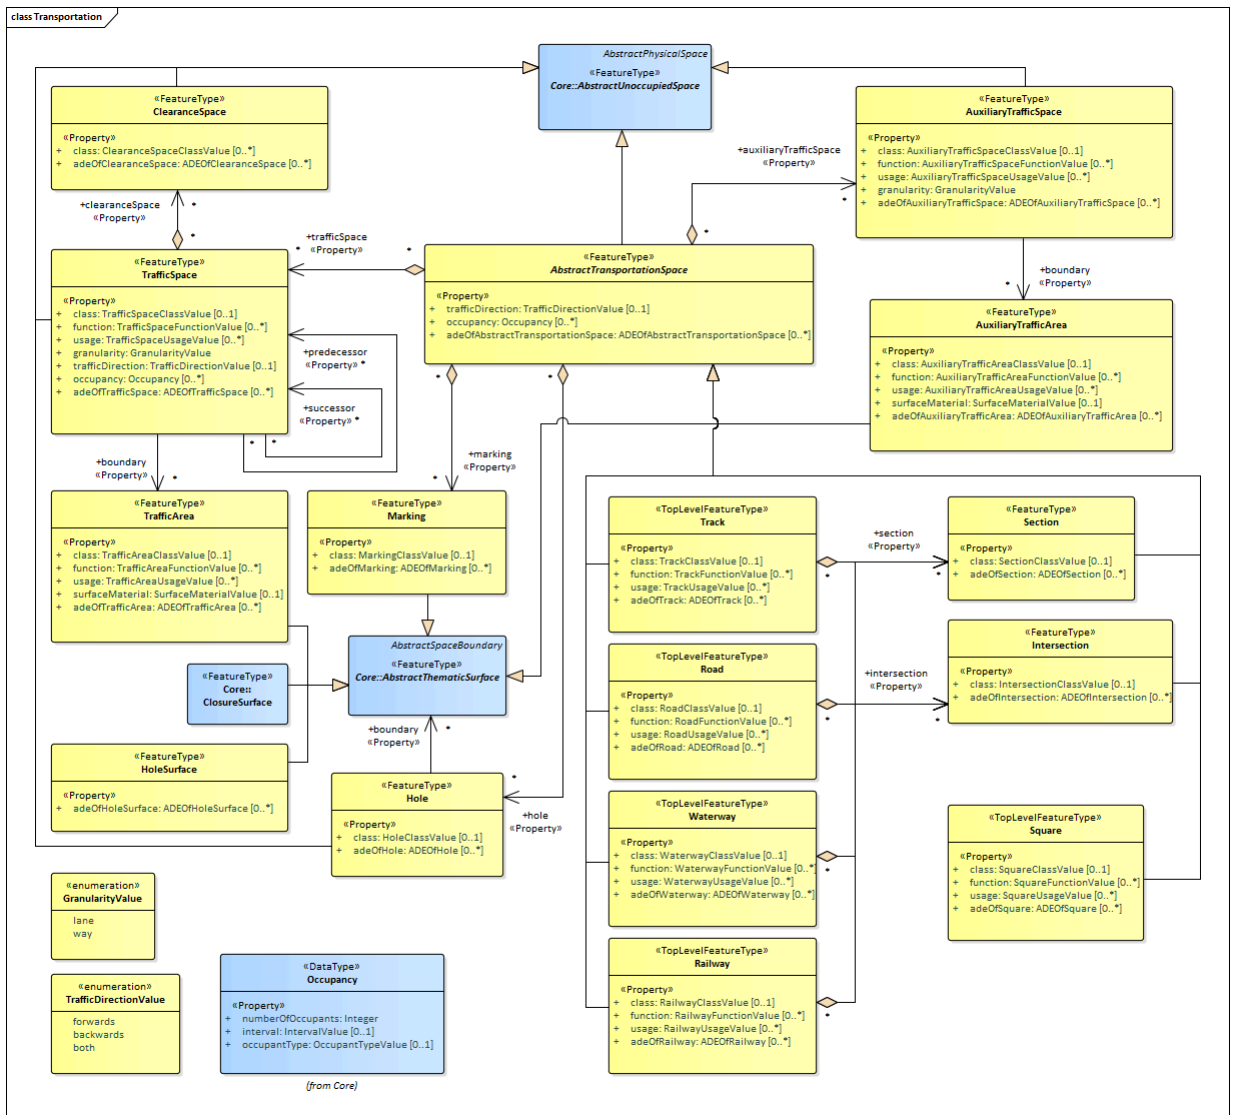 class Transportation
AbstractPhysicalSpace
«FeatureType»
Core::AbstractUnoccupiedSpace
«FeatureType»
ClearanceSpace
«Property»
+ class: ClearanceSpaceClassValue [0..*]
+ adeOfClearanceSpace: ADEOfClearanceSpace [0..*]
«FeatureType»
AuxiliaryTrafficSpace
«Property»
+ class: AuxiliaryTrafficSpaceClassValue [0..1]
+ function: AuxiliaryTrafficSpaceFunctionValue [0..*]
+ usage: AuxiliaryTrafficSpaceUsageValue [0..*]
+ granularity: GranularityValue
+ adeOfAuxiliaryTrafficSpace: ADEOfAuxiliaryTrafficSpace [0..*]
+auxiliaryTrafficSpace
«Property»
*
*
+clearanceSpace
«Property»
*
*
+trafficSpace
«Property»
*
*
«FeatureType»
TrafficSpace
«Property»
+ class: TrafficSpaceClassValue [0..1]
+ function: TrafficSpaceFunctionValue [0..*]
+ usage: TrafficSpaceUsageValue [0..*]
+ granularity: GranularityValue
+ trafficDirection: TrafficDirectionValue [0..1]
+ occupancy: Occupancy [0..*]
+ adeOfTrafficSpace: ADEOfTrafficSpace [0..*]
«FeatureType»
AbstractTransportationSpace
«Property»
+ trafficDirection: TrafficDirectionValue [0..1]
+ occupancy: Occupancy [0..*]
+ adeOfAbstractTransportationSpace: ADEOfAbstractTransportationSpace [0..*]
+boundary
«Property»
*
«FeatureType»
AuxiliaryTrafficArea
«Property»
+ class: AuxiliaryTrafficAreaClassValue [0..1]
+ function: AuxiliaryTrafficAreaFunctionValue [0..*]
+ usage: AuxiliaryTrafficAreaUsageValue [0..*]
+ surfaceMaterial: SurfaceMaterialValue [0..1]
+ adeOfAuxiliaryTrafficArea: ADEOfAuxiliaryTrafficArea [0..*]
+predecessor
«Property» *
+successor
«Property» *
*
*
*
*
+boundary
«Property»
*
+marking
«Property»
*
«FeatureType»
TrafficArea
«Property»
+ class: TrafficAreaClassValue [0..1]
+ function: TrafficAreaFunctionValue [0..*]
+ usage: TrafficAreaUsageValue [0..*]
+ surfaceMaterial: SurfaceMaterialValue [0..1]
+ adeOfTrafficArea: ADEOfTrafficArea [0..*]
«FeatureType»
Marking
«Property»
+ class: MarkingClassValue [0..1]
+ adeOfMarking: ADEOfMarking [0..*]
«TopLevelFeatureType»
Track
«Property»
+ class: TrackClassValue [0..1]
+ function: TrackFunctionValue [0..*]
+ usage: TrackUsageValue [0..*]
+ adeOfTrack: ADEOfTrack [0..*]
*
+section
«Property»
*
«FeatureType»
Section
«Property»
+ class: SectionClassValue [0..1]
+ adeOfSection: ADEOfSection [0..*]
AbstractSpaceBoundary
«FeatureType»
Core::AbstractThematicSurface
«FeatureType»
Core::
ClosureSurface
«TopLevelFeatureType»
Road
«Property»
+ class: RoadClassValue [0..1]
+ function: RoadFunctionValue [0..*]
+ usage: RoadUsageValue [0..*]
+ adeOfRoad: ADEOfRoad [0..*]
*
+intersection
«Property»
*
«FeatureType»
Intersection
«Property»
+ class: IntersectionClassValue [0..1]
+ adeOfIntersection: ADEOfIntersection [0..*]
+boundary
«Property»
*
«FeatureType»
HoleSurface
«Property»
+ adeOfHoleSurface: ADEOfHoleSurface [0..*]
«FeatureType»
Hole
«Property»
+ class: HoleClassValue [0..1]
+ adeOfHole: ADEOfHole [0..*]
*
+hole
«Property»
«TopLevelFeatureType»
Waterway
«Property»
+ class: WaterwayClassValue [0..1]
+ function: WaterwayFunctionValue [0..*]
+ usage: WaterwayUsageValue [0..*]
+ adeOfWaterway: ADEOfWaterway [0..*]
*
«TopLevelFeatureType»
Square
«Property»
+ class: SquareClassValue [0..1]
+ function: SquareFunctionValue [0..*]
+ usage: SquareUsageValue [0..*]
+ adeOfSquare: ADEOfSquare [0..*]
«enumeration»
GranularityValue
lane
way
«TopLevelFeatureType»
Railway
«Property»
+ class: RailwayClassValue [0..1]
+ function: RailwayFunctionValue [0..*]
+ usage: RailwayUsageValue [0..*]
+ adeOfRailway: ADEOfRailway [0..*]
*
«enumeration»
TrafficDirectionValue
forwards
backwards
both
«DataType»
Occupancy
«Property»
+ numberOfOccupants: Integer
+ interval: IntervalValue [0..1]
+ occupantType: OccupantTypeValue [0..1]
(from Core)